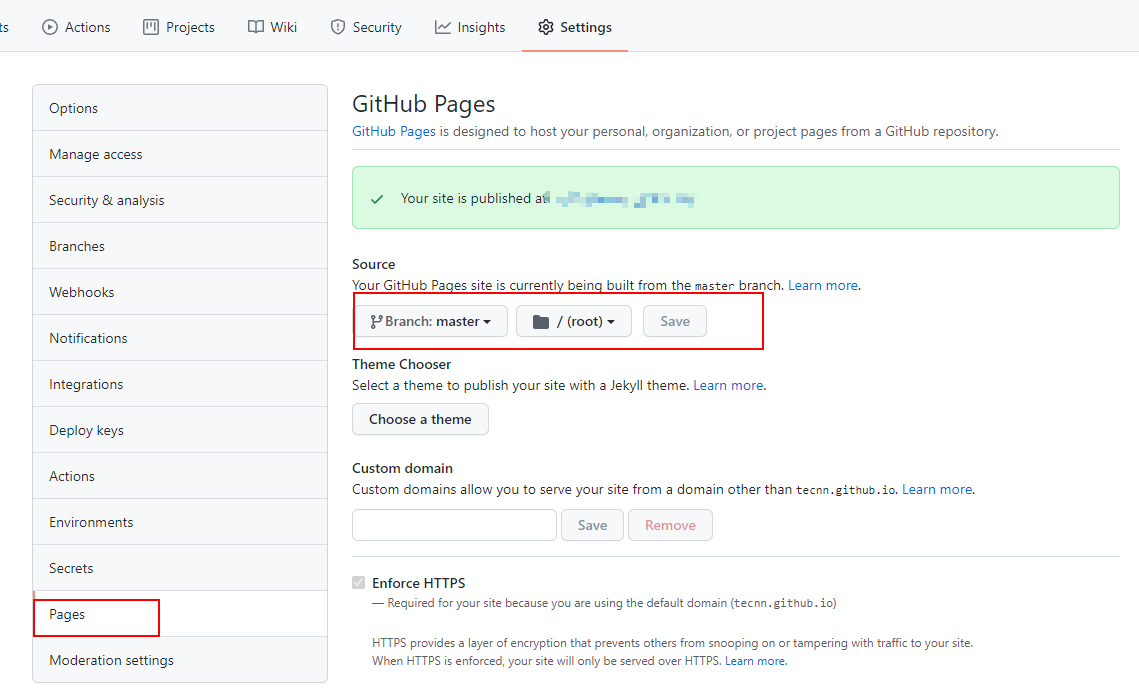 ts Actions Projects Wiki Security Insights Settings
Options
Manage access
Security & analysis
Branches
Webhooks
Notifications
Integrations
Deploy keys
Actions
Environments
Secrets
Pages
Moderation settings
GitHub Pages
GitHub Pages is designed to host your personal, organization, or project pages from a GitHub repository.
Your site is published at
Source
Your GitHub Pages site is currently being built from the master branch. Learn more.
Branch: master / (root) Save
Theme Chooser
Select a theme to publish your site with a Jekyll theme. Learn more.
Choose a theme
Custom domain
Custom domains allow you to serve your site from a domain other than tecnn.github.io. Learn more.
Save Remove
Enforce HTTPS
— Required for your site because you are using the default domain (tecnn.github.io)
HTTPS provides a layer of encryption that prevents others from snooping on or tampering with traffic to your site.
When HTTPS is enforced, your site will only be served over HTTPS. Learn more.